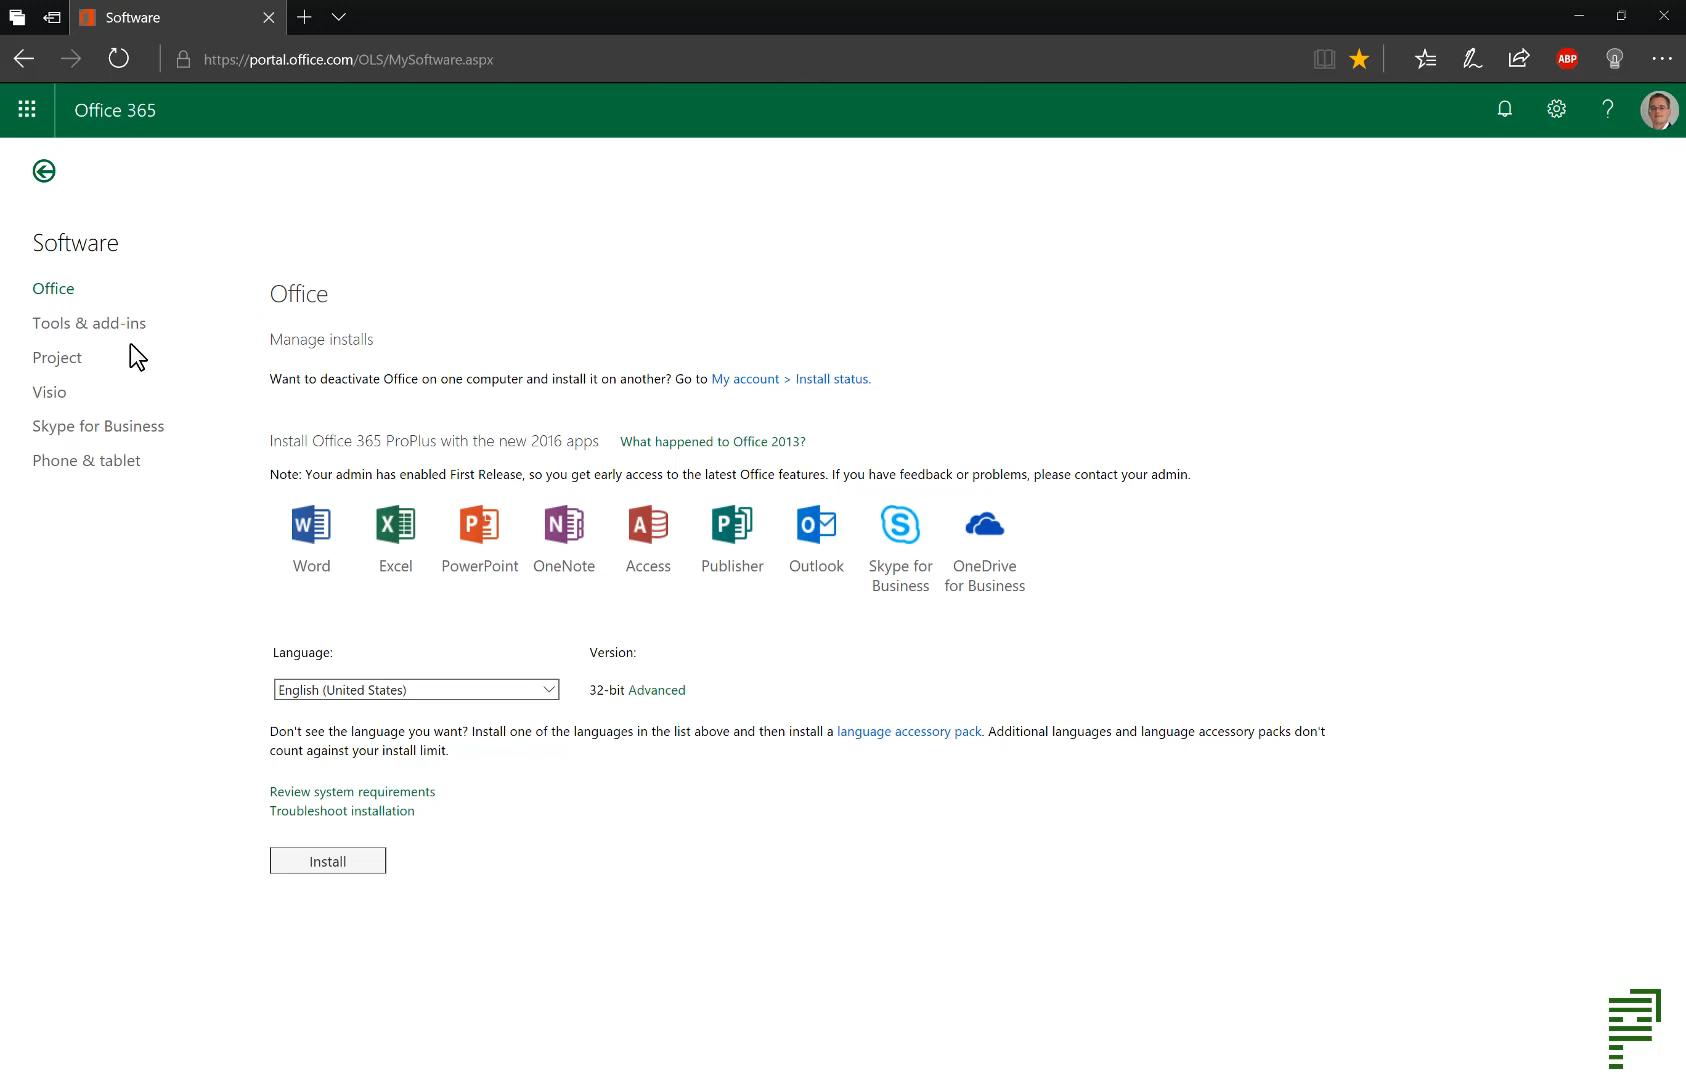 Software
https://portal.office.com/OLS/MySoftware.aspx
ABP
Office 365
?
Software
Office
Tools & add-ins
Project
Visio
Skype for Business
Phone & tablet
Office
Manage installs
Want to deactivate Office on one computer and install it on another? Go to My account > Install status.
Install Office 365 ProPlus with the new 2016 apps What happened to Office 2013?
Note: Your admin has enabled First Release, so you get early access to the latest Office features. If you have feedback or problems, please contact your admin.
W X P N A P O S
Word Excel PowerPoint OneNote Access Publisher Outlook Skype for Business OneDrive for Business
Language: Version:
English (United States) 32-bit Advanced
Don't see the language you want? Install one of the languages in the list above and then install a language accessory pack. Additional languages and language accessory packs don't
count against your install limit.
Review system requirements
Troubleshoot installation
Install